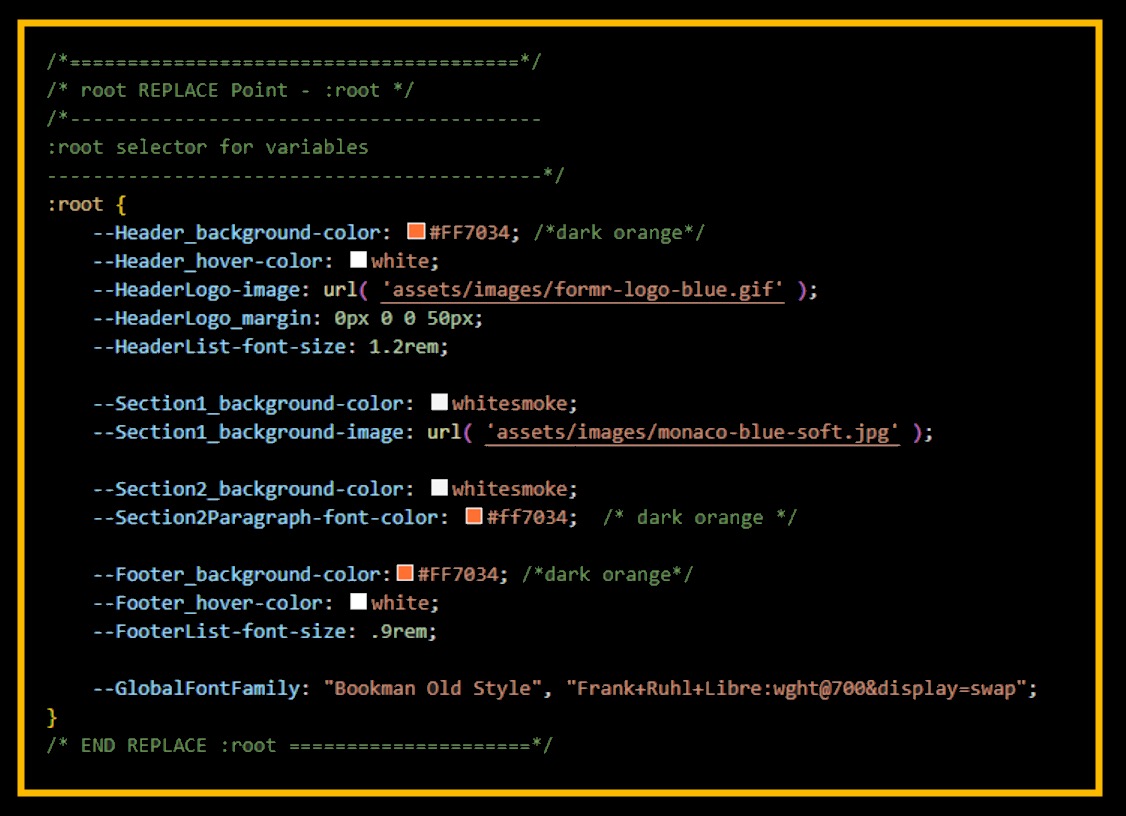 /*=======================================*/
/* root REPLACE Point - :root */
/*-----------------------------------------
:root selector for variables
-------------------------------------------*/
:root {
    --Header_background-color: #FF7034; /*dark orange*/
    --Header_hover-color: white;
    --HeaderLogo-image: url( 'assets/images/formr-logo-blue.gif' );
    --HeaderLogo_margin: 0px 0 0 50px;
    --HeaderList-font-size: 1.2rem;

    --Section1_background-color: whitesmoke;
    --Section1_background-image: url( 'assets/images/monaco-blue-soft.jpg' );

    --Section2_background-color: whitesmoke;
    --Section2Paragraph-font-color: #ff7034;  /* dark orange */

    --Footer_background-color: #FF7034; /*dark orange*/
    --Footer_hover-color: white;
    --FooterList-font-size: .9rem;

    --GlobalFontFamily: "Bookman Old Style", "Frank+Ruhl+Libre:wght@700&display=swap";
}
/* END REPLACE :root =====================*/